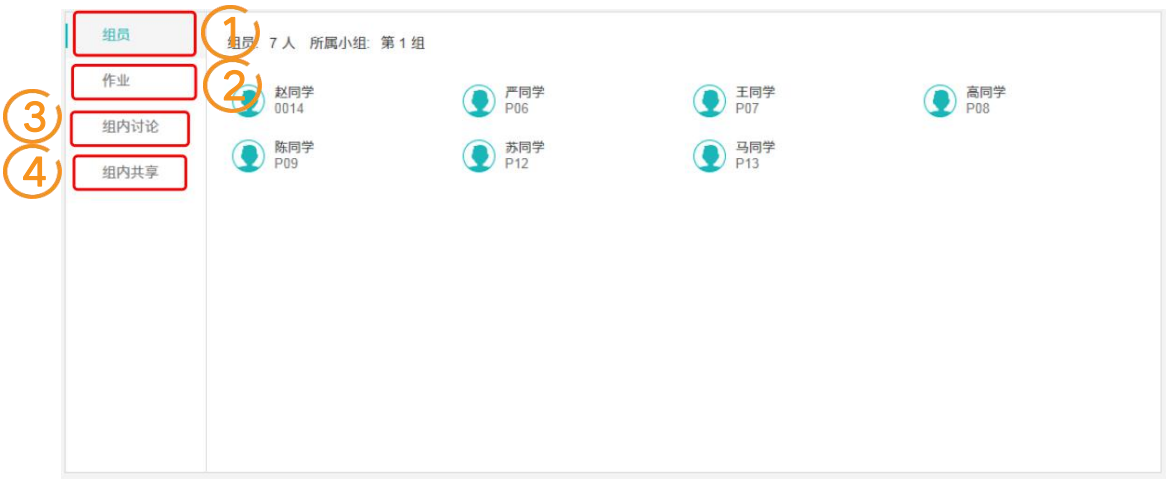 组员
①
组员: 7 人 所属小组: 第 1 组
作业
②
③
组内讨论
④
组内共享
赵同学
0014
严同学
P06
王同学
P07
高同学
P08
陈同学
P09
苏同学
P12
马同学
P13